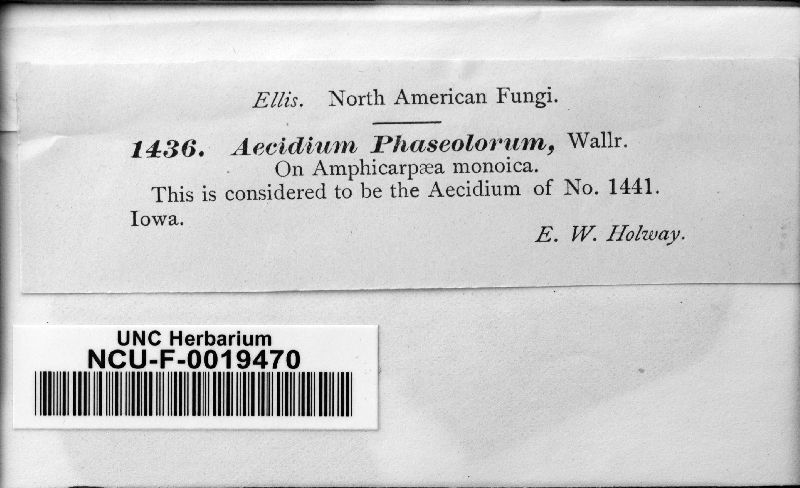 Ellis. North American Fungi.
1436. Aecidium Phaseolorum, Wallr.
On Amphicarpæa monoica.
This is considered to be the Aecidium of No. 1441.
Iowa.
E. W. Holway.
UNC Herbarium
NCU-F-0019470